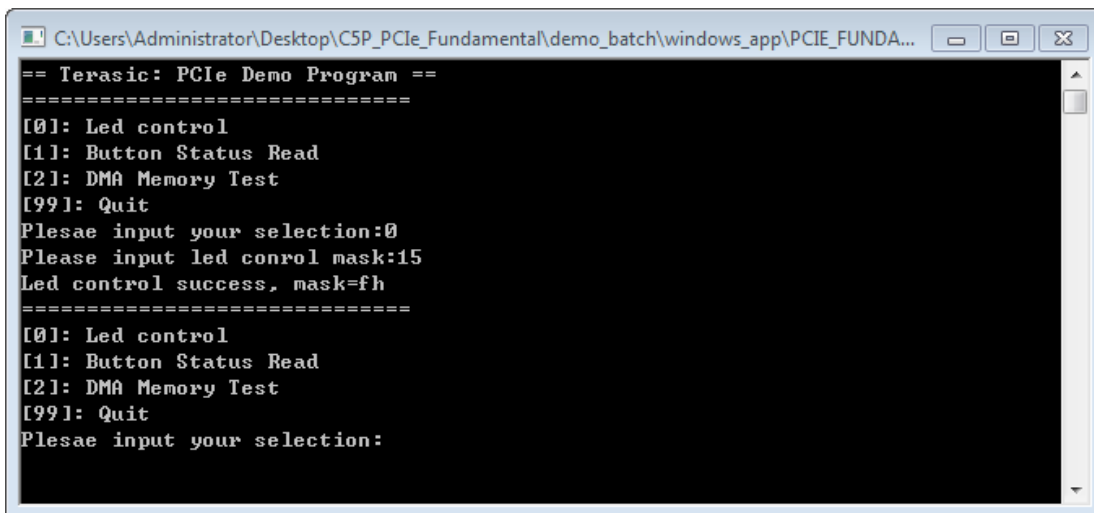 C:\Users\Administrator\Desktop\C5P_PCIe_Fundamental\demo_batch\windows_app\PCIE_FUNDA...
== Terasic: PCIe Demo Program ==
==============================
[0]: Led control
[1]: Button Status Read
[2]: DMA Memory Test
[99]: Quit
Plesae input your selection:0
Please input led conrol mask:15
Led control success, mask=fh
==============================
[0]: Led control
[1]: Button Status Read
[2]: DMA Memory Test
[99]: Quit
Plesae input your selection: